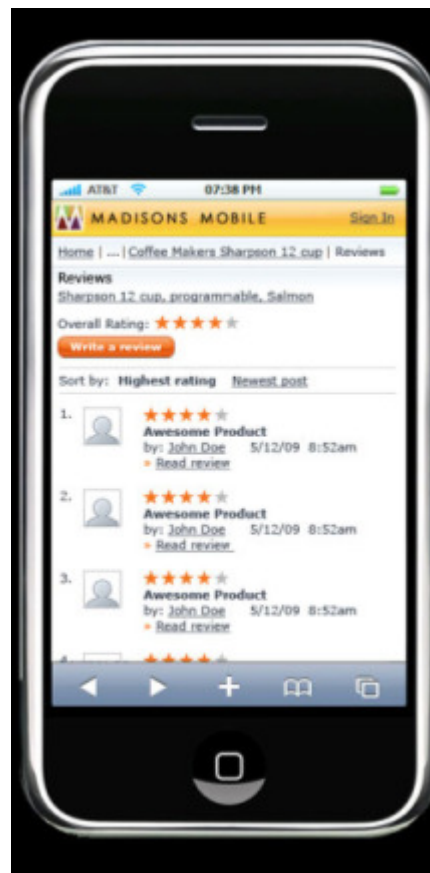 AT&T 07:38 PM
MADISONS MOBILE Sign In
Home | ... | Coffee Makers Sharpson 12 cup | Reviews
Reviews
Sharpson 12 cup, programmable, Salmon
Overall Rating:
Write a review
Sort by: Highest rating Newest post
1.
Awesome Product
by: John Doe 5/12/09 8:52am
» Read review
2.
Awesome Product
by: John Doe 5/12/09 8:52am
» Read review
3.
Awesome Product
by: John Doe 5/12/09 8:52am
» Read review